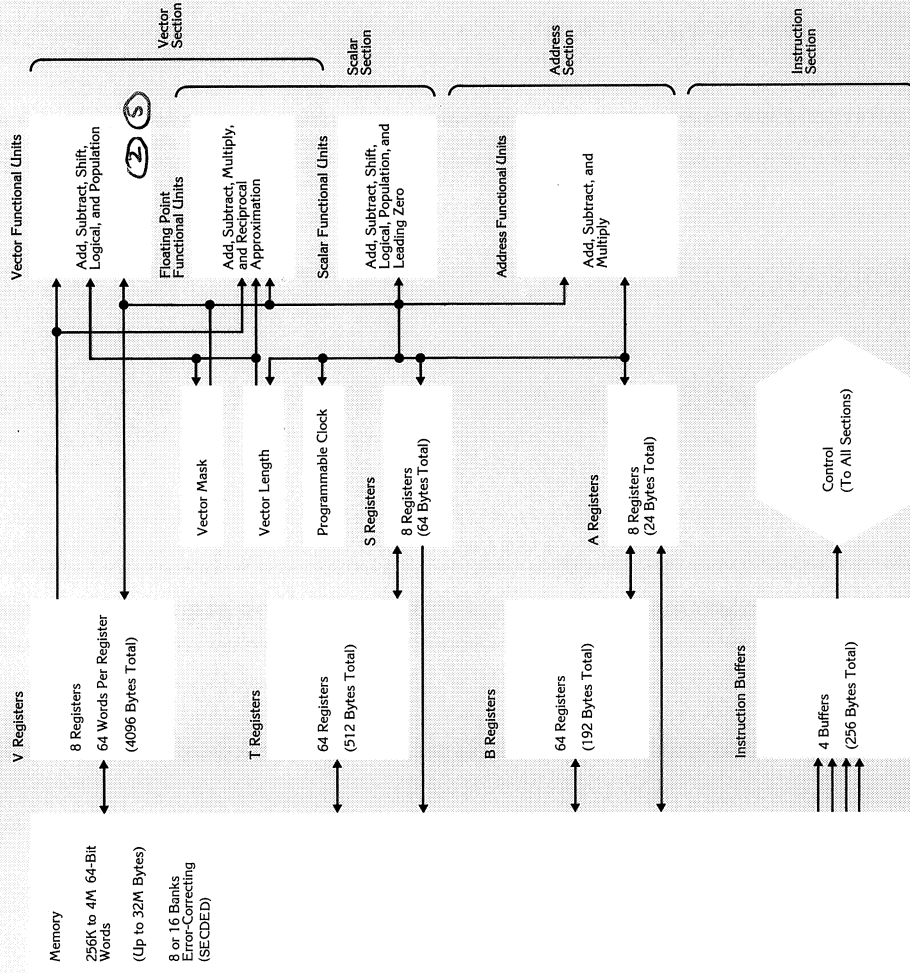 Memory
256K to 4M 64-Bit
Words
(Up to 32M Bytes)
8 or 16 Banks
Error-Correcting
(SECDED)
V Registers
8 Registers
64 Words Per Register
(4096 Bytes Total)
T Registers
64 Registers
(512 Bytes Total)
B Registers
64 Registers
(192 Bytes Total)
Instruction Buffers
4 Buffers
(256 Bytes Total)
Vector Mask
Vector Length
Programmable Clock
S Registers
8 Registers
(64 Bytes Total)
A Registers
8 Registers
(24 Bytes Total)
Control
(To All Sections)
Vector Functional Units
Add, Subtract, Shift,
Logical, and Population
2 5
Floating Point
Functional Units
Add, Subtract, Multiply,
and Reciprocal
Approximation
Scalar Functional Units
Add, Subtract, Shift,
Logical, Population, and
Leading Zero
Address Functional Units
Add, Subtract, and
Multiply
Vector
Section
Scalar
Section
Address
Section
Instruction
Section